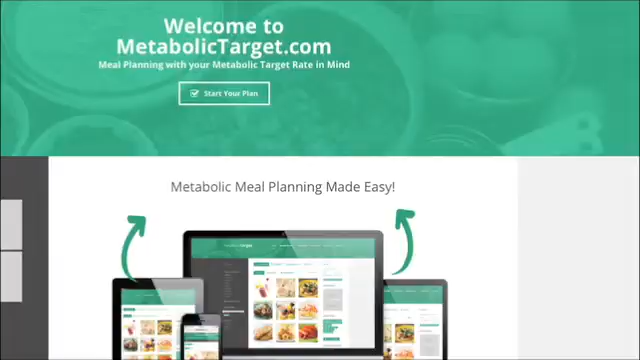 Welcome to
MetabolicTarget.com
Meal Planning with your Metabolic Target Rate in Mind
Start Your Plan
Metabolic Meal Planning Made Easy!